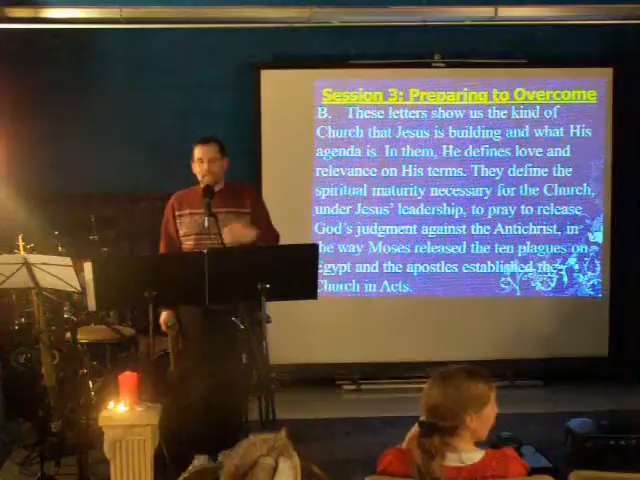 Session 3: Preparing to Overcome
B. These letters show us the kind of
Church that Jesus is building and what His
agenda is. In them, He defines love and
relevance on His terms. They define the
spiritual maturity necessary for the Church,
under Jesus' leadership, to pray to release
God's judgment against the Antichrist, in
the way Moses released the ten plagues on
Egypt and the apostles established the
Church in Acts.